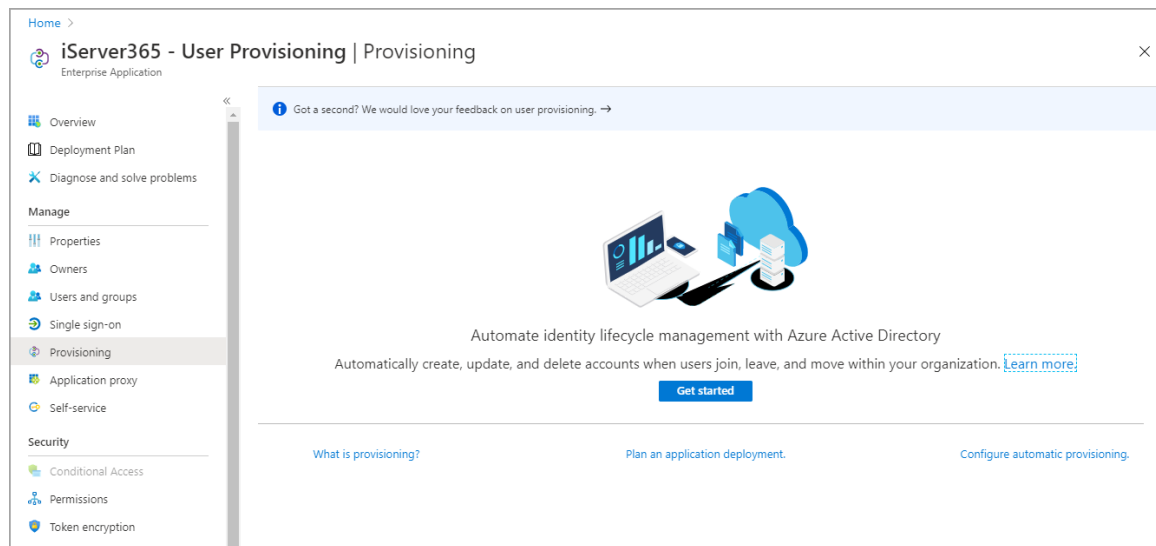 Home >
iServer365 - User Provisioning | Provisioning
Enterprise Application
Overview
Deployment Plan
Diagnose and solve problems
Manage
Properties
Owners
Users and groups
Single sign-on
Provisioning
Application proxy
Self-service
Security
Conditional Access
Permissions
Token encryption
Got a second? We would love your feedback on user provisioning. →
Automate identity lifecycle management with Azure Active Directory
Automatically create, update, and delete accounts when users join, leave, and move within your organization. Learn more.
Get started
What is provisioning?
Plan an application deployment.
Configure automatic provisioning.